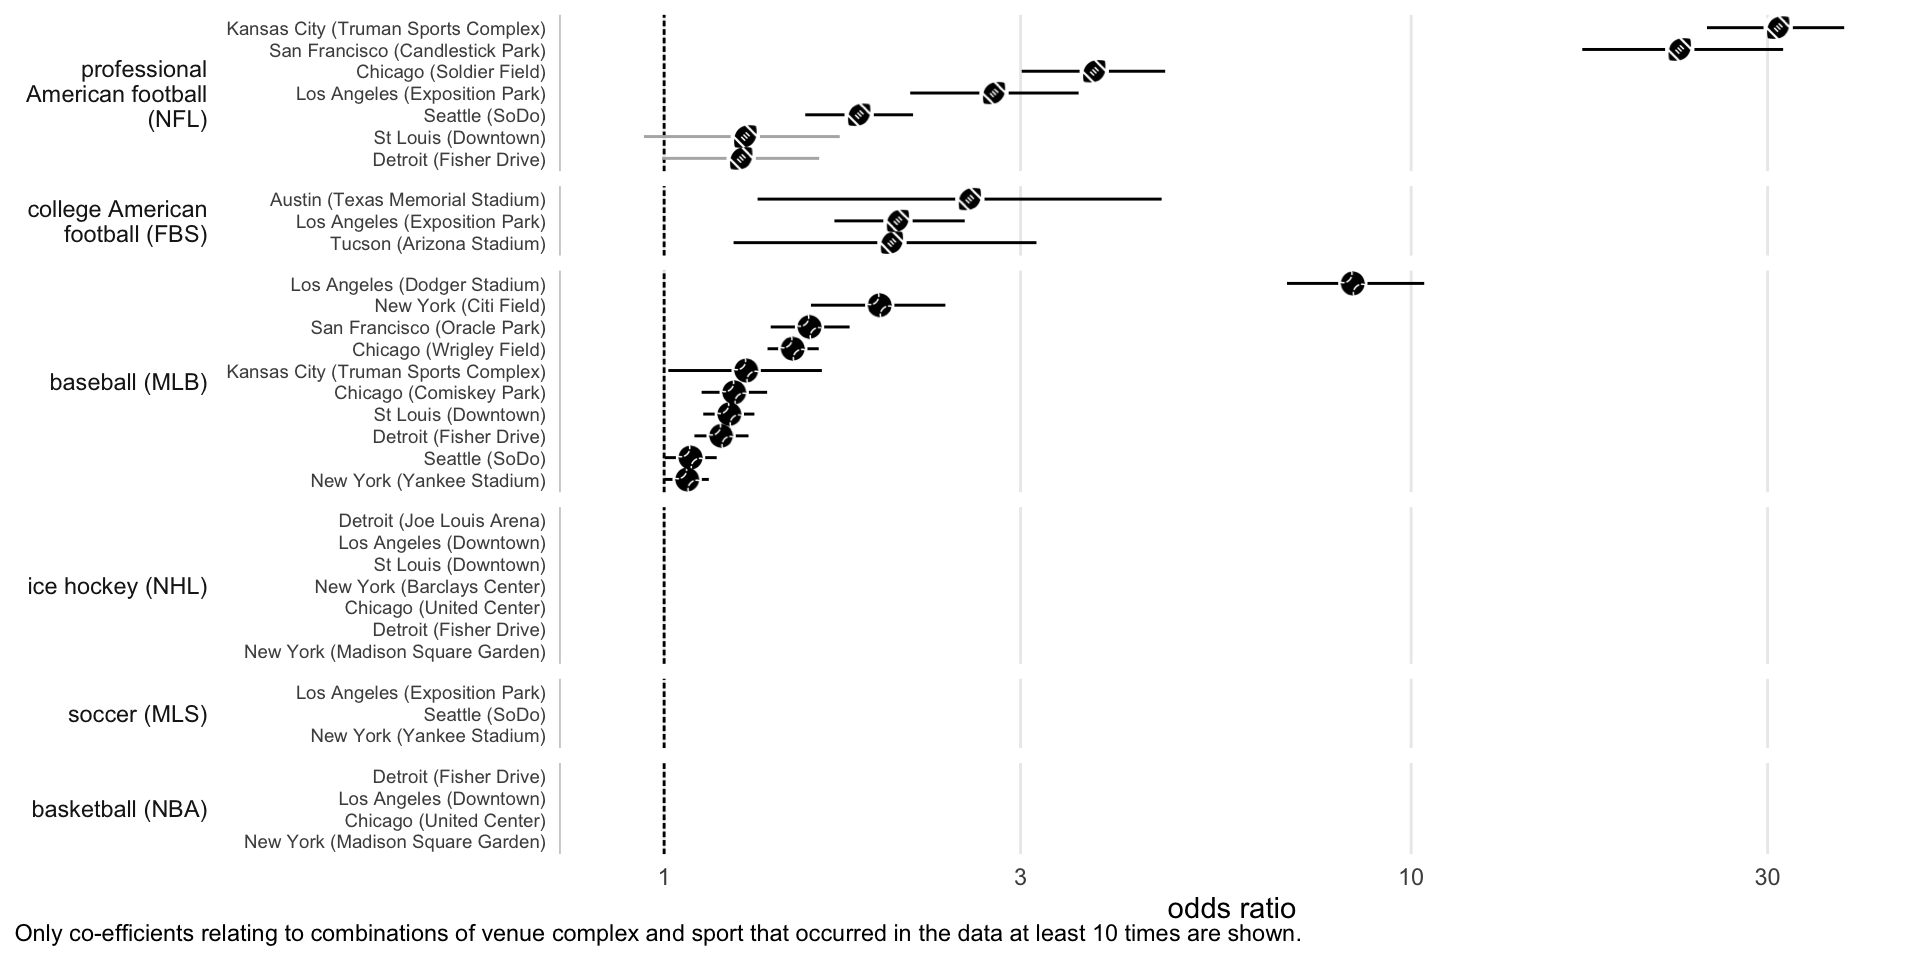 Kansas City (Truman Sports Complex)
San Francisco (Candlestick Park)
Chicago (Soldier Field)
Los Angeles (Exposition Park)
Seattle (SoDo)
St Louis (Downtown)
Detroit (Fisher Drive)
professional
American football
(NFL)
Austin (Texas Memorial Stadium)
Los Angeles (Exposition Park)
Tucson (Arizona Stadium)
college American
football (FBS)
Los Angeles (Dodger Stadium)
New York (Citi Field)
San Francisco (Oracle Park)
Chicago (Wrigley Field)
Kansas City (Truman Sports Complex)
Chicago (Comiskey Park)
St Louis (Downtown)
Detroit (Fisher Drive)
Seattle (SoDo)
New York (Yankee Stadium)
baseball (MLB)
Detroit (Joe Louis Arena)
Los Angeles (Downtown)
St Louis (Downtown)
New York (Barclays Center)
Chicago (United Center)
Detroit (Fisher Drive)
New York (Madison Square Garden)
ice hockey (NHL)
Los Angeles (Exposition Park)
Seattle (SoDo)
New York (Yankee Stadium)
soccer (MLS)
Detroit (Fisher Drive)
Los Angeles (Downtown)
Chicago (United Center)
New York (Madison Square Garden)
basketball (NBA)
1 3 10 30
odds ratio
Only co-efficients relating to combinations of venue complex and sport that occurred in the data at least 10 times are shown.